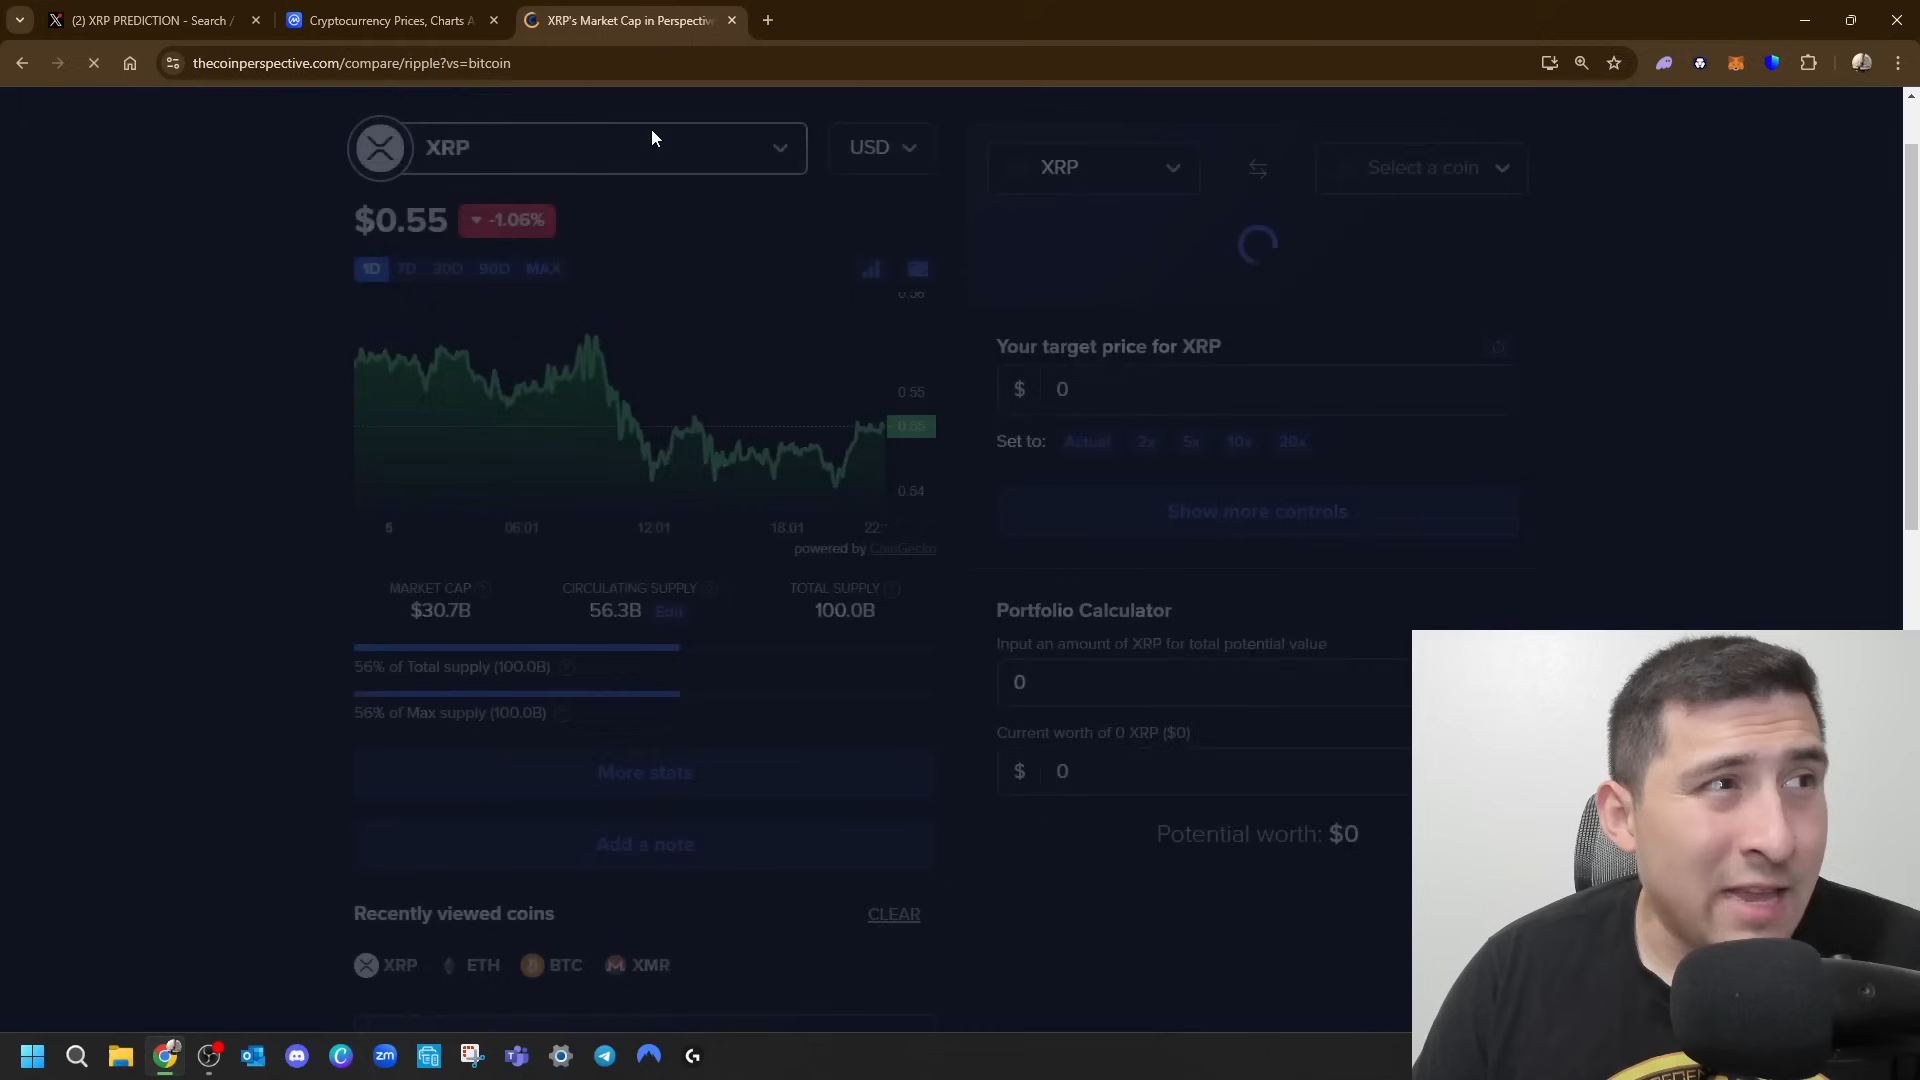 (2) XRP PREDICTION - Search /
Cryptocurrency Prices, Charts A
XRP's Market Cap in Perspectiv
thecoinperspective.com/compare/ripple?vs=bitcoin
XRP
USD
XRP
Select a coin
$0.55
-1.06%
1D 7D 30D 90D MAX
0.56
0.55
0.55
0.54
6 06:01 12:01 18:01 22:
powered by CoinGecko
MARKET CAP
$30.7B
CIRCULATING SUPPLY
56.3B Edit
TOTAL SUPPLY
100.0B
56% of Total supply (100.0B)
56% of Max supply (100.0B)
More stats
Add a note
Recently viewed coins
CLEAR
XRP ETH BTC XMR
Your target price for XRP
$ 0
Set to: Actual 2x 5x 10x 20x
Show more controls
Portfolio Calculator
Input an amount of XRP for total potential value
0
Current worth of 0 XRP ($0)
$ 0
Potential worth: $0
zm